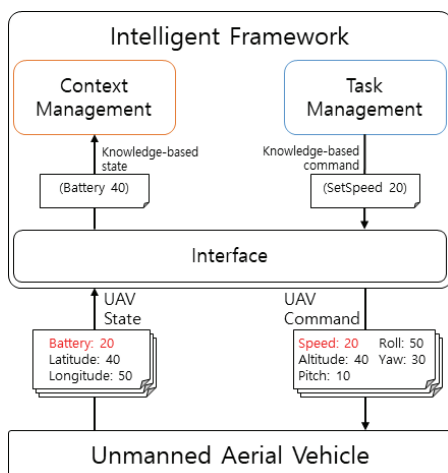 Intelligent Framework
Context
Management
Task
Management
Knowledge-based
state
Knowledge-based
command
(Battery 40)
(SetSpeed 20)
Interface
UAV
State
UAV
Command
Battery: 20
Latitude: 40
Longitude: 50
Speed: 20 Roll: 50
Altitude: 40 Yaw: 30
Pitch: 10
Unmanned Aerial Vehicle